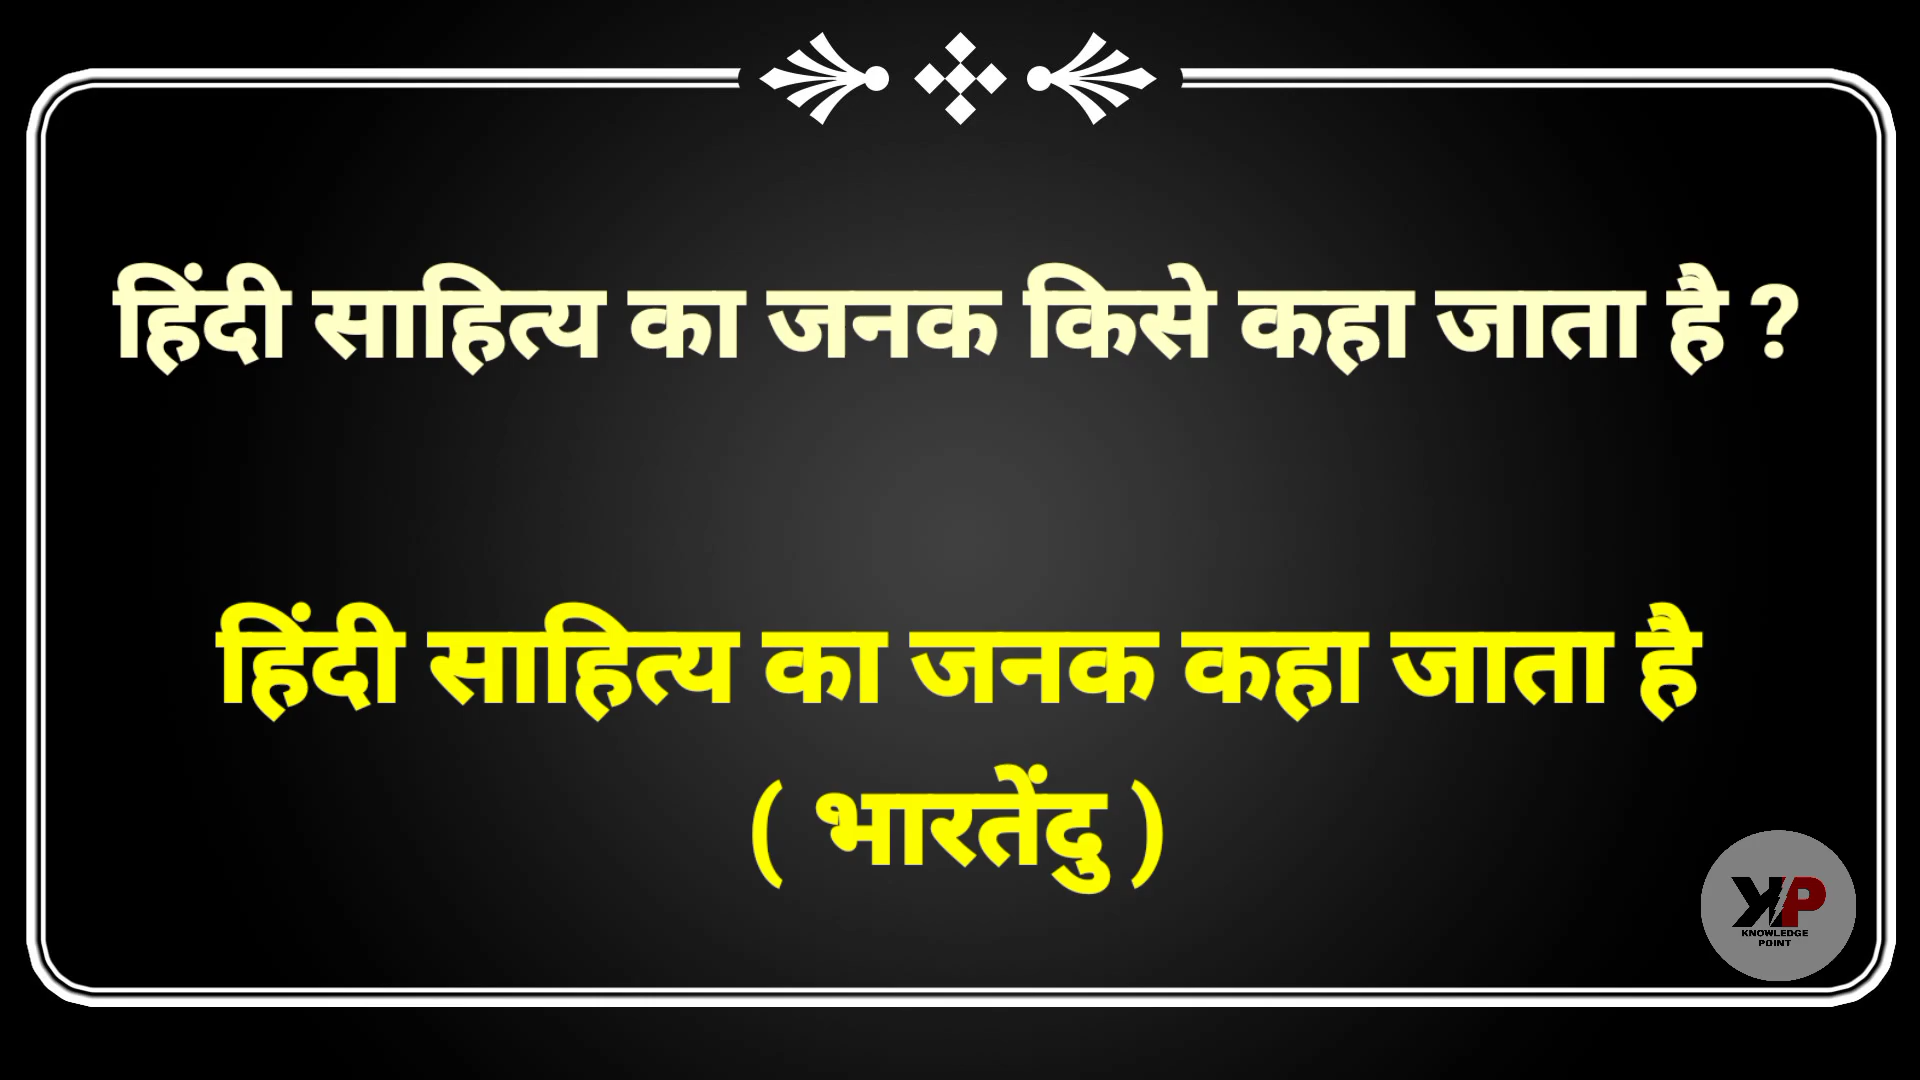 हिंदी साहित्य का जनक किसे कहा जाता है ?
हिंदी साहित्य का जनक कहा जाता है
( भारतेंदु )
KP
KNOWLEDGE
POINT